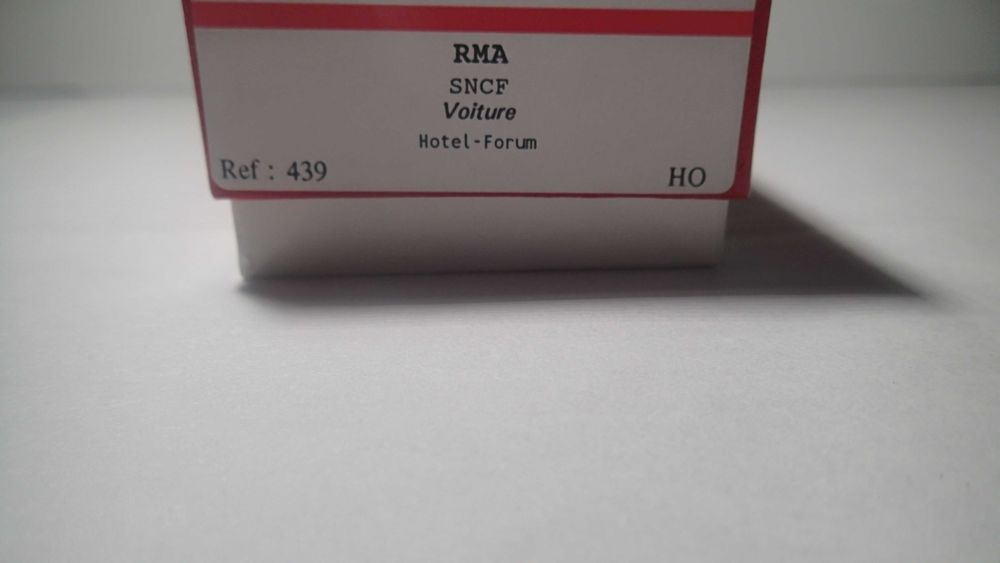 RMA
SNCF
Voiture
Hotel-Forum
Ref : 439
HO